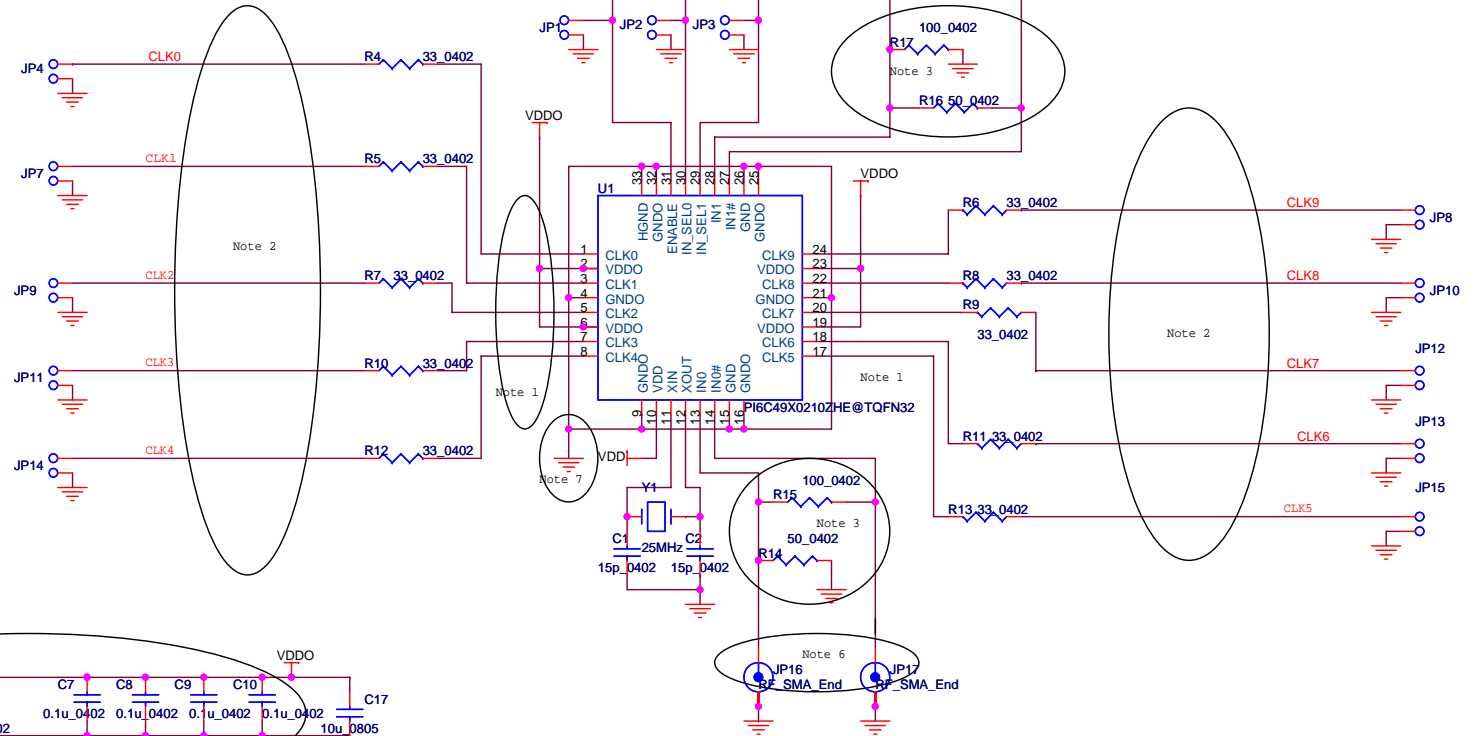 JP1
JP2
JP3
100_0402
R17
Note 3
R16 50_0402
JP4
CLK0
R4
33_0402
VDDO
JP7
CLK1
R5
33_0402
VDDO
U1
33
32
31
30
29
28
27
26
25
HGND
GNDO
ENABLE
IN_SEL0
IN_SEL1
IN1
IN1#
GND
GNDO
R6
33_0402
CLK9
JP8
Note 2
1
2
3
4
5
6
7
8
CLK0
VDDO
CLK1
GNDO
CLK2
VDDO
CLK3
CLK4
CLK9
VDDO
CLK8
GNDO
CLK7
VDDO
CLK6
CLK5
24
23
22
21
20
19
18
17
JP9
CLK2
R7
33_0402
R8
33_0402
CLK8
JP10
R9
33_0402
Note 2
JP11
CLK3
R10
33_0402
Note 1
Note 1
CLK7
JP12
GNDO
VDD
XIN
XOUT
IN0
IN0#
GND
GNDO
9
10
11
12
13
14
15
16
PI6C49X0210ZHE@TQFN32
JP14
CLK4
R12
33_0402
VDD
Note 7
R11
33_0402
CLK6
JP13
Y1
25MHz
C1
15p_0402
C2
15p_0402
100_0402
R15
Note 3
50_0402
R14
R13
33_0402
CLK5
JP15
Note 6
JP16
RF_SMA_End
JP17
RF_SMA_End
VDDO
C7
0.1u_0402
C8
0.1u_0402
C9
0.1u_0402
C10
0.1u_0402
C17
10u_0805
02